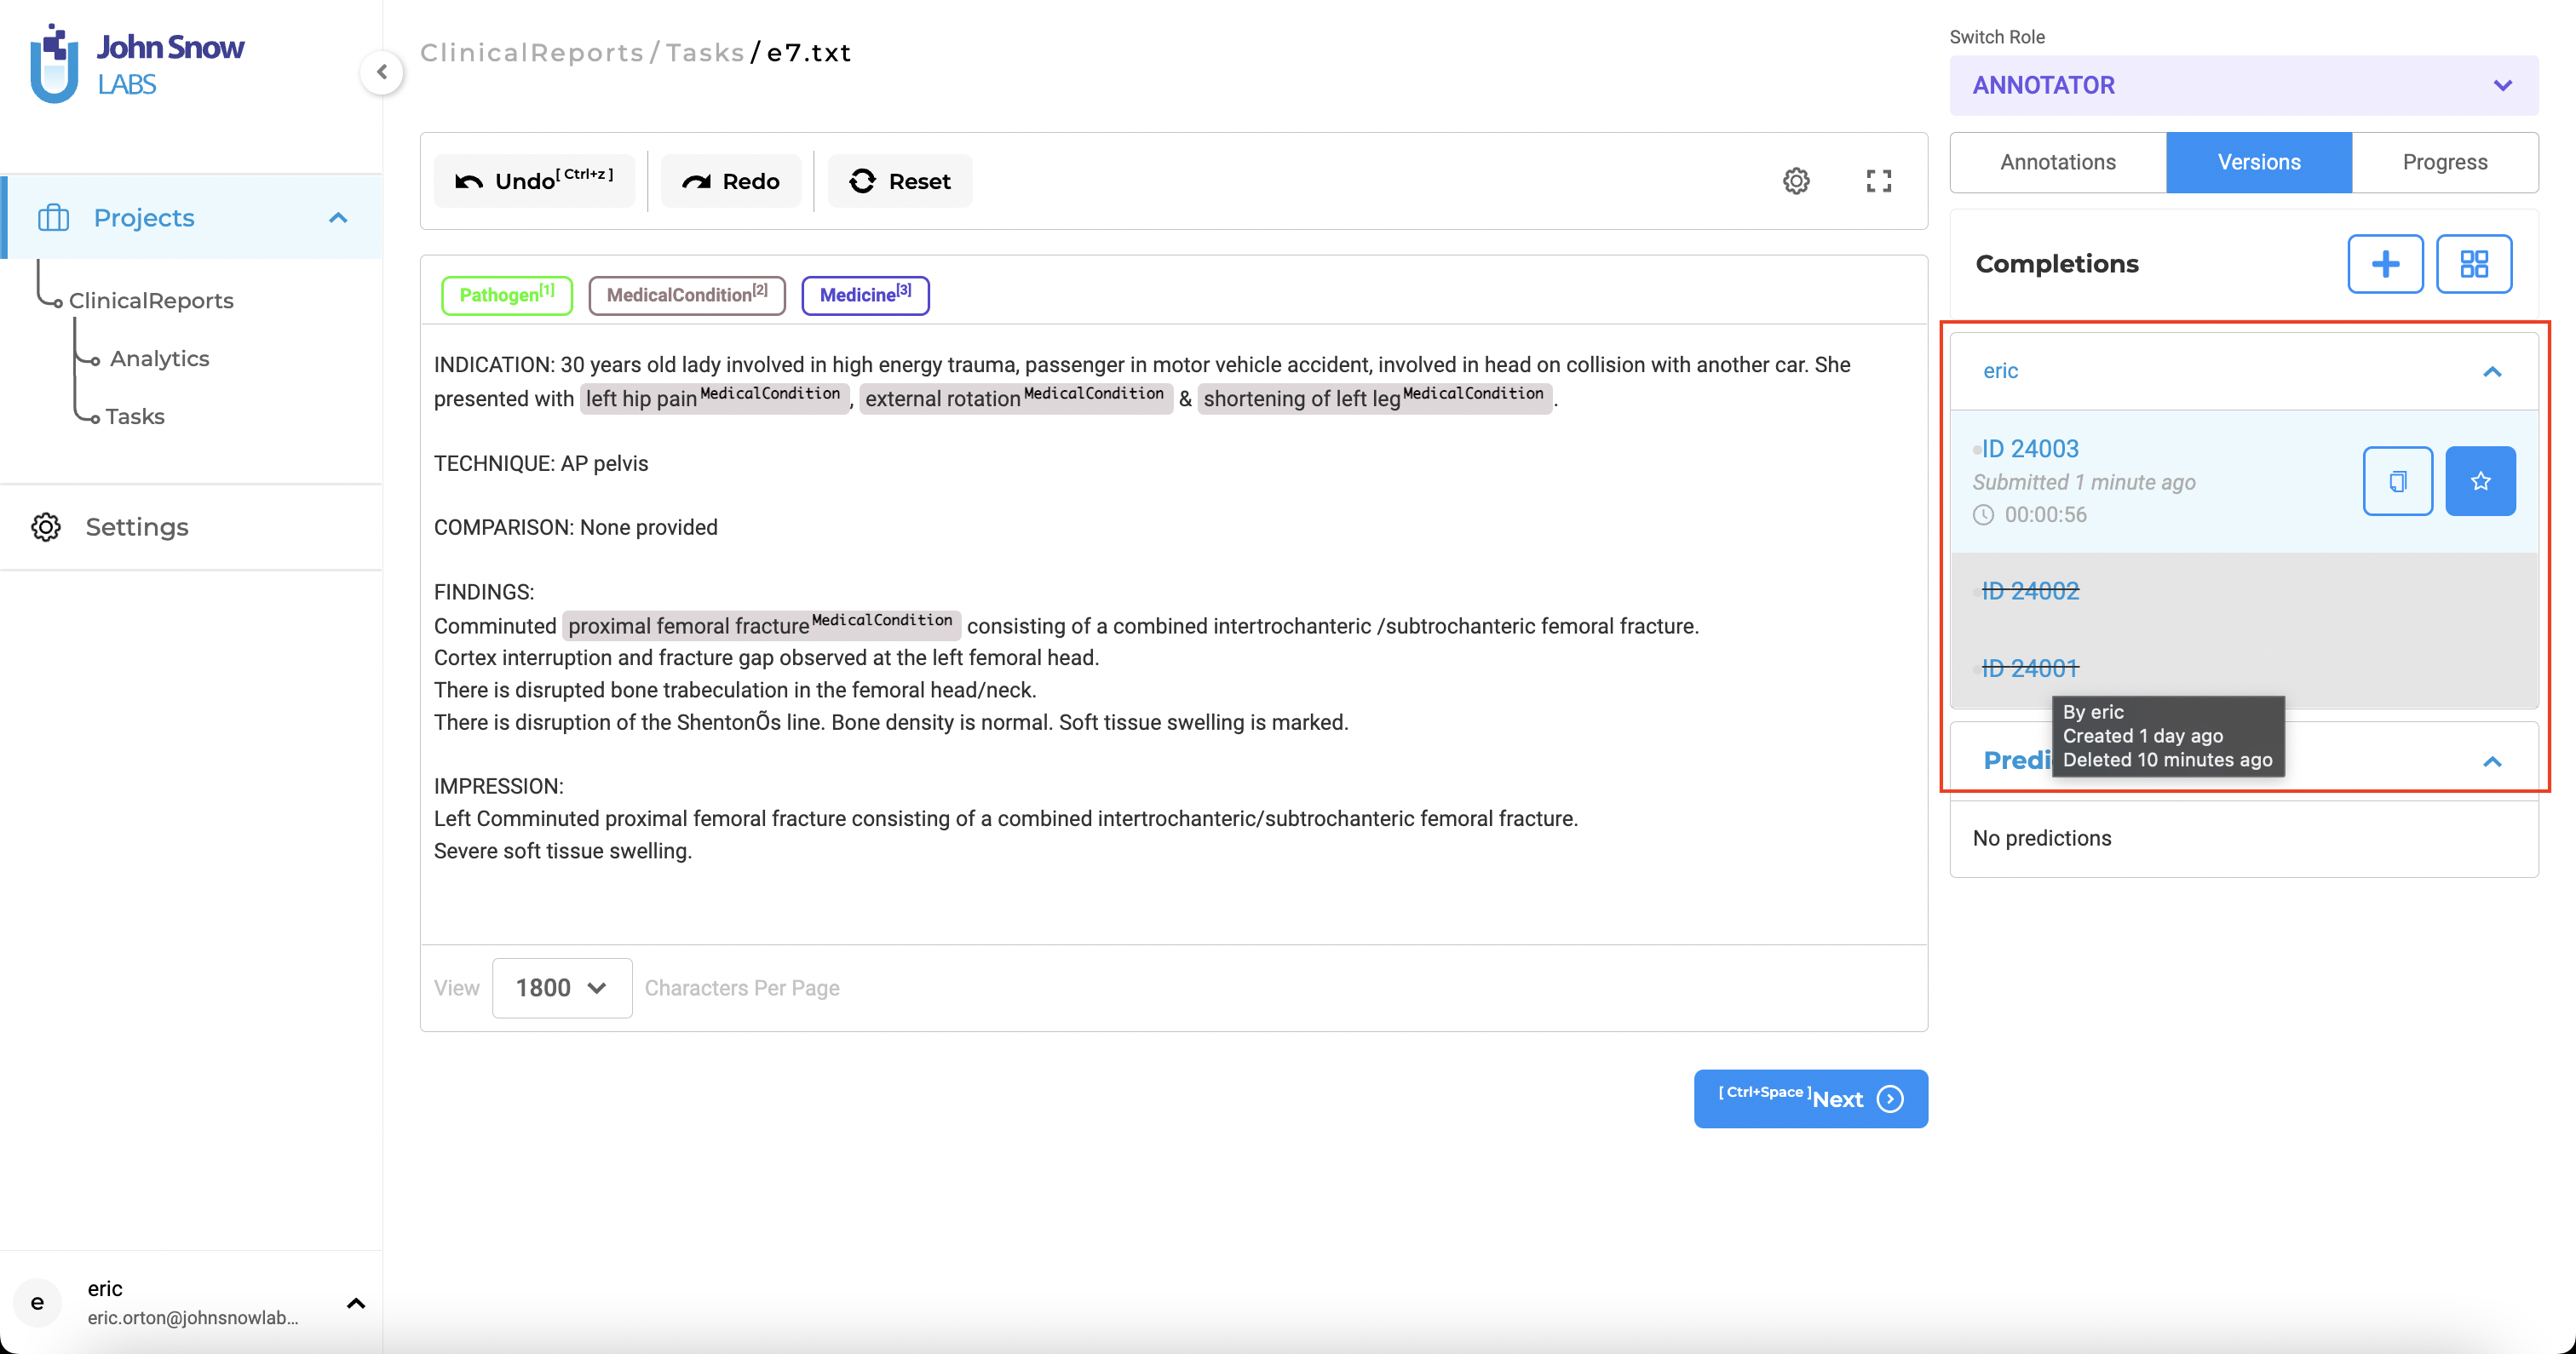 John Snow
LABS
Projects
ClinicalReports
Analytics
Tasks
Settings
e
eric
eric.orton@johnsnowlab...
ClinicalReports/Tasks/e7.txt
Undo[ Ctrl+z ]
Redo
Reset
Pathogen[1]
MedicalCondition[2]
Medicine[3]
INDICATION: 30 years old lady involved in high energy trauma, passenger in motor vehicle accident, involved in head on collision with another car. She
presented with left hip pain MedicalCondition, external rotation MedicalCondition & shortening of left leg MedicalCondition.
TECHNIQUE: AP pelvis
COMPARISON: None provided
FINDINGS:
Comminuted proximal femoral fracture MedicalCondition consisting of a combined intertrochanteric /subtrochanteric femoral fracture.
Cortex interruption and fracture gap observed at the left femoral head.
There is disrupted bone trabeculation in the femoral head/neck.
There is disruption of the ShentonÕs line. Bone density is normal. Soft tissue swelling is marked.
IMPRESSION:
Left Comminuted proximal femoral fracture consisting of a combined intertrochanteric/subtrochanteric femoral fracture.
Severe soft tissue swelling.
View 1800 Characters Per Page
[ Ctrl+Space ]Next
Switch Role
ANNOTATOR
Annotations
Versions
Progress
Completions
eric
ID 24003
Submitted 1 minute ago
00:00:56
ID 24002
ID 24001
By eric
Created 1 day ago
Deleted 10 minutes ago
Predi
No predictions